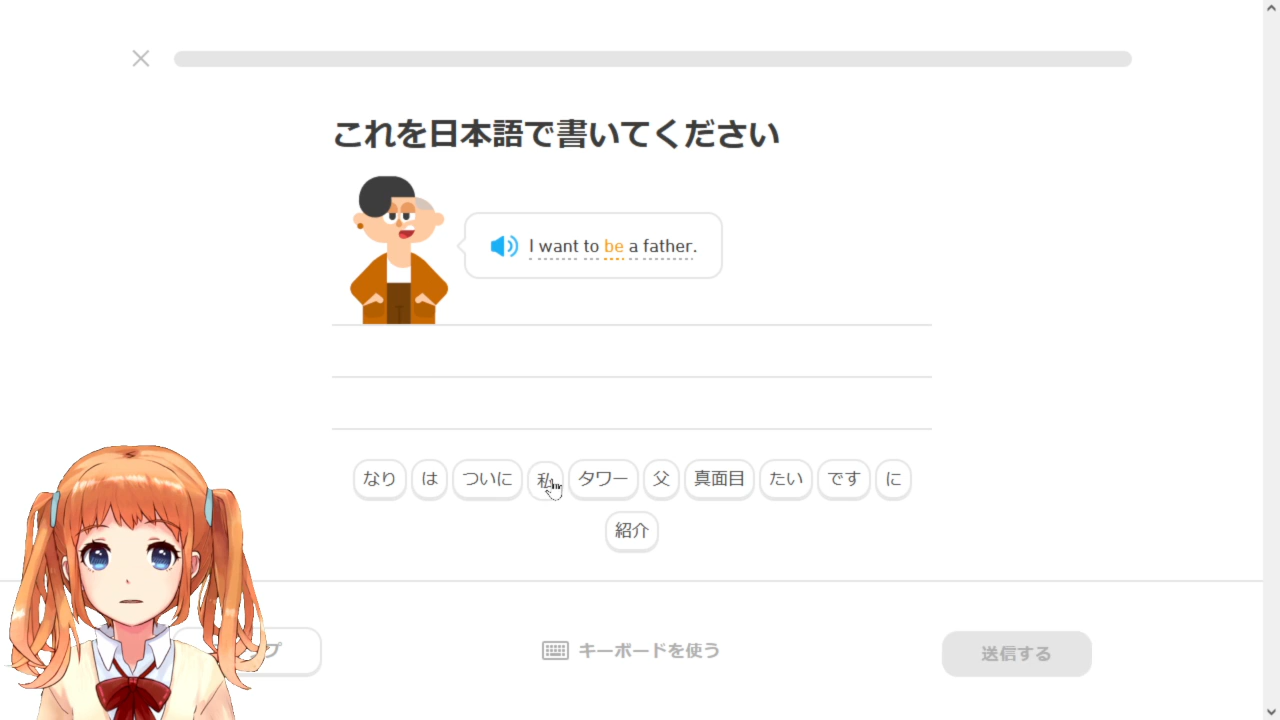 これを日本語で書いてください
I want to be a father.
なり は ついに 私 タワー 父 真面目 たい です に
紹介
プ キーボードを使う 送信する